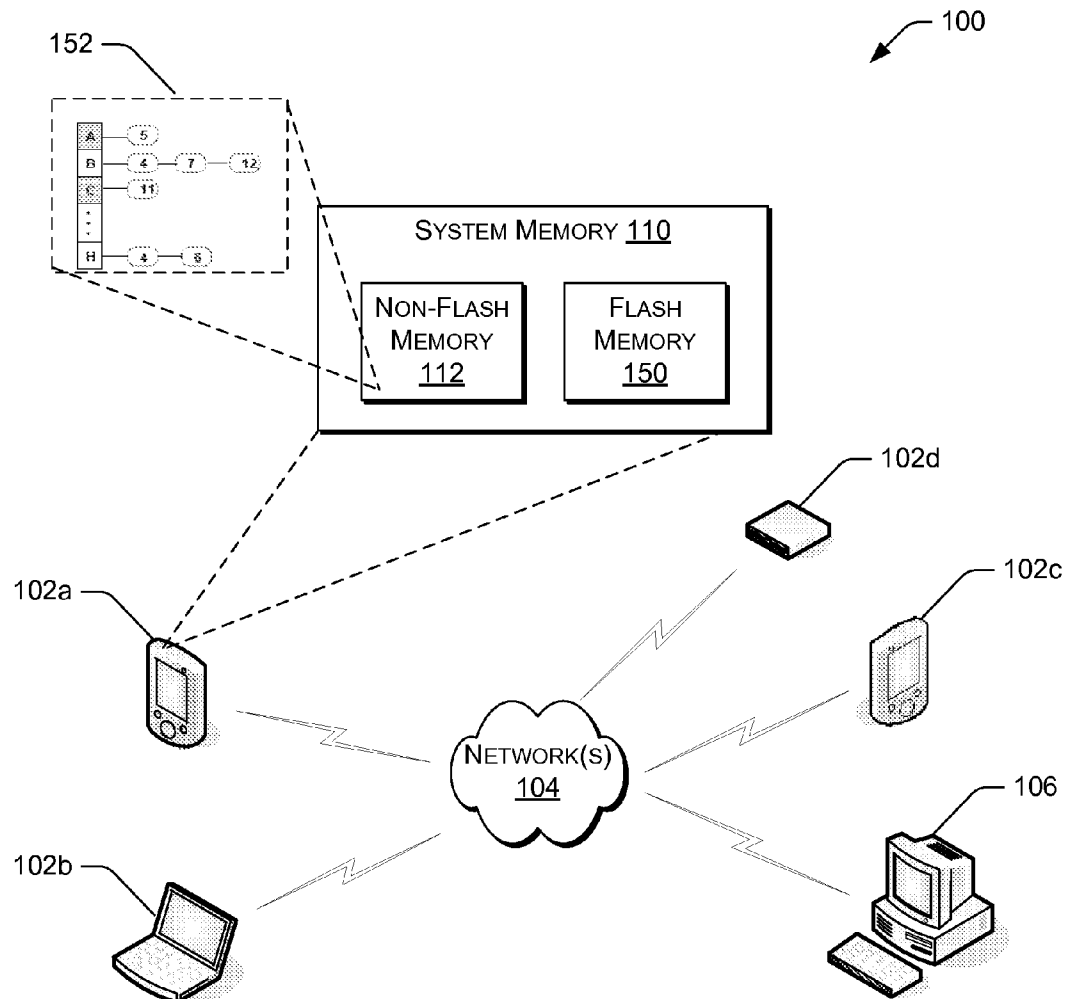 100
152
A 5
B 4 7 12
C 11
H 4 6
SYSTEM MEMORY 110
NON-FLASH
MEMORY
112
FLASH
MEMORY
150
102d
102a
102c
NETWORK(S)
104
106
102b